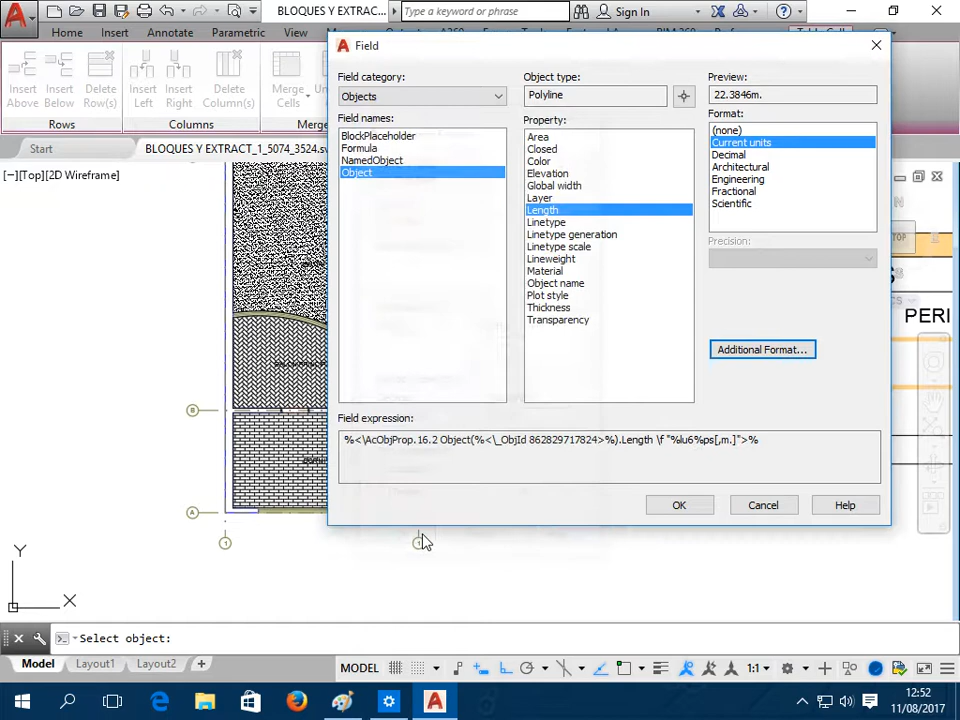 BLOQUES Y EXTRACT...
Type a keyword or phrase
Sign In
Home
Insert
Annotate
Parametric
View
Insert Above
Insert Below
Delete Row(s)
Insert Left
Insert Right
Delete Column(s)
Merge Cells
Rows
Columns
Start
BLOQUES Y EXTRACT_1_5074_3524.sv
[−][Top][2D Wireframe]
Field
Field category:
Objects
Field names:
BlockPlaceholder
Formula
NamedObject
Object
Object type:
Polyline
Property:
Area
Closed
Color
Elevation
Global width
Layer
Length
Linetype
Linetype generation
Linetype scale
Lineweight
Material
Object name
Plot style
Thickness
Transparency
Preview:
22.3846m.
Format:
(none)
Current units
Decimal
Architectural
Engineering
Fractional
Scientific
Precision:
Additional Format...
Field expression:
%<\AcObjProp.16.2 Object(%<\_ObjId 862829717824>%).Length \f "%lu6%ps[,m.]">%
OK
Cancel
Help
TOP
PERI
B
A
1
Y
X
Select object:
Model
Layout1
Layout2
MODEL
1:1
12:52
11/08/2017